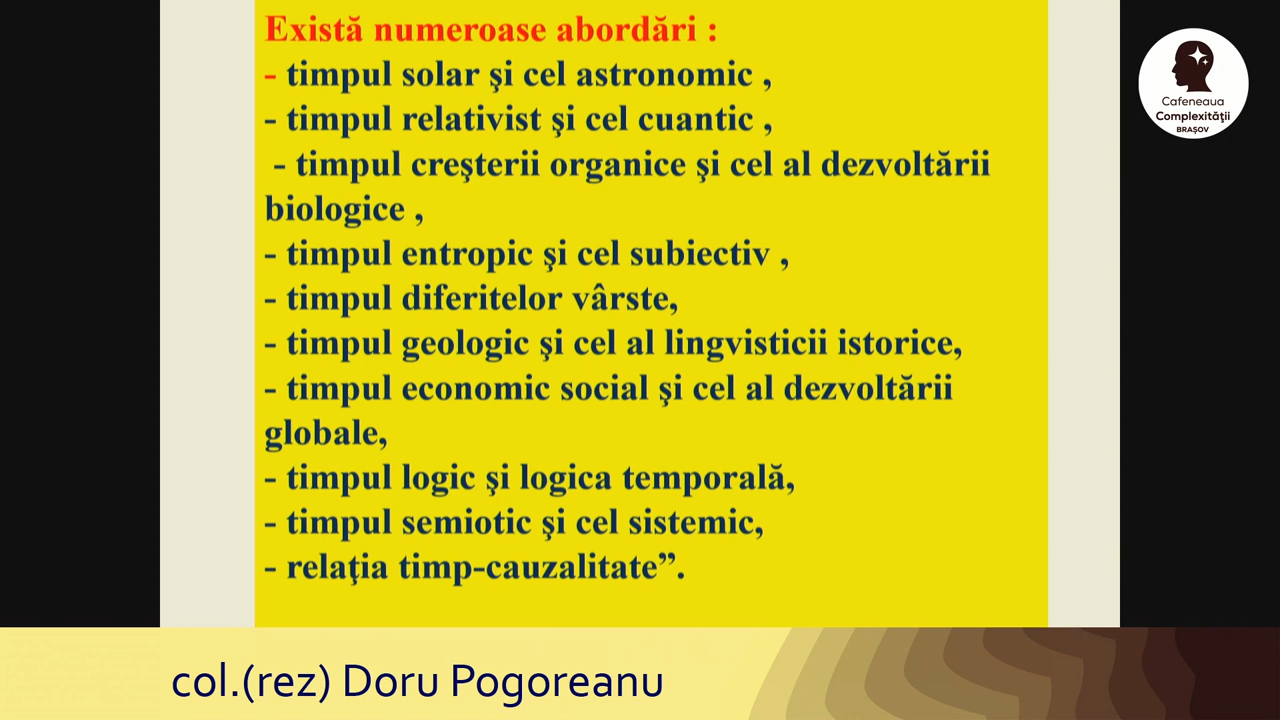 Există numeroase abordări :
- timpul solar şi cel astronomic ,
- timpul relativist şi cel cuantic ,
- timpul creşterii organice şi cel al dezvoltării
biologice ,
- timpul entropic şi cel subiectiv ,
- timpul diferitelor vârste,
- timpul geologic şi cel al lingvisticii istorice,
- timpul economic social şi cel al dezvoltării
globale,
- timpul logic şi logica temporală,
- timpul semiotic şi cel sistemic,
- relaţia timp-cauzalitate”.
Cafeneaua
Complexităţii
BRAŞOV
col.(rez) Doru Pogoreanu